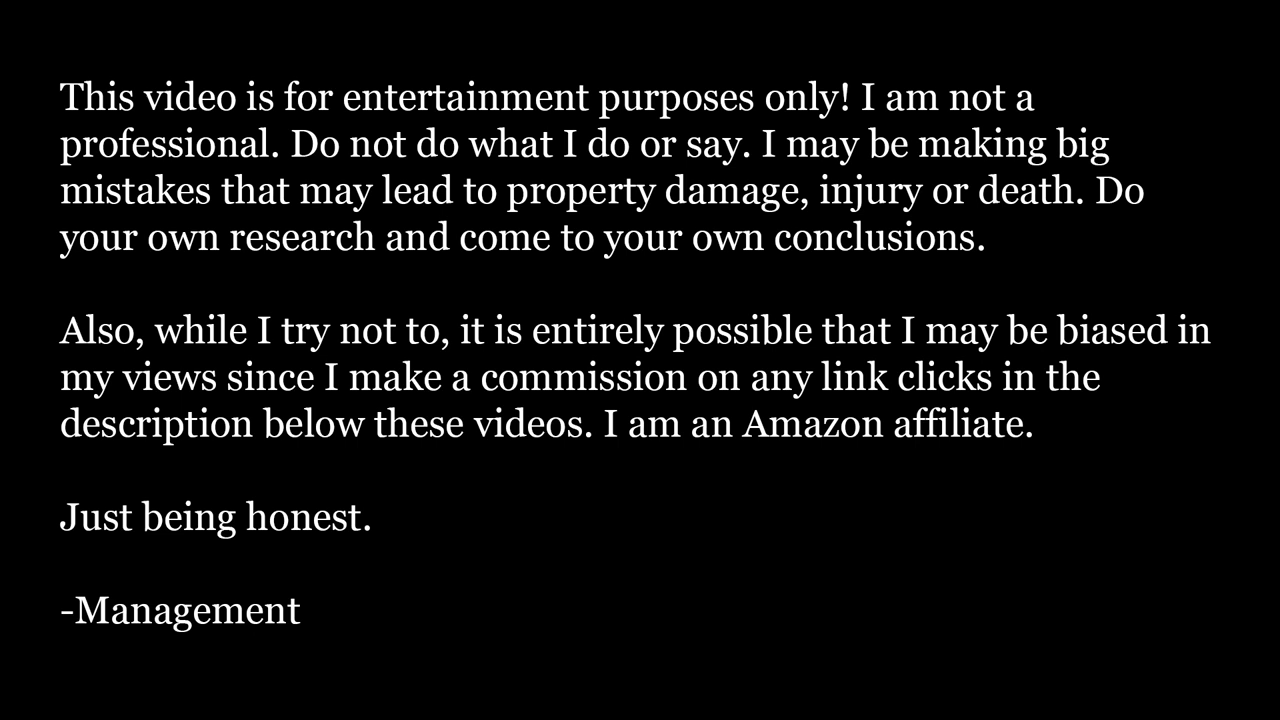 This video is for entertainment purposes only! I am not a
professional. Do not do what I do or say. I may be making big
mistakes that may lead to property damage, injury or death. Do
your own research and come to your own conclusions.
Also, while I try not to, it is entirely possible that I may be biased in
my views since I make a commission on any link clicks in the
description below these videos. I am an Amazon affiliate.
Just being honest.
-Management